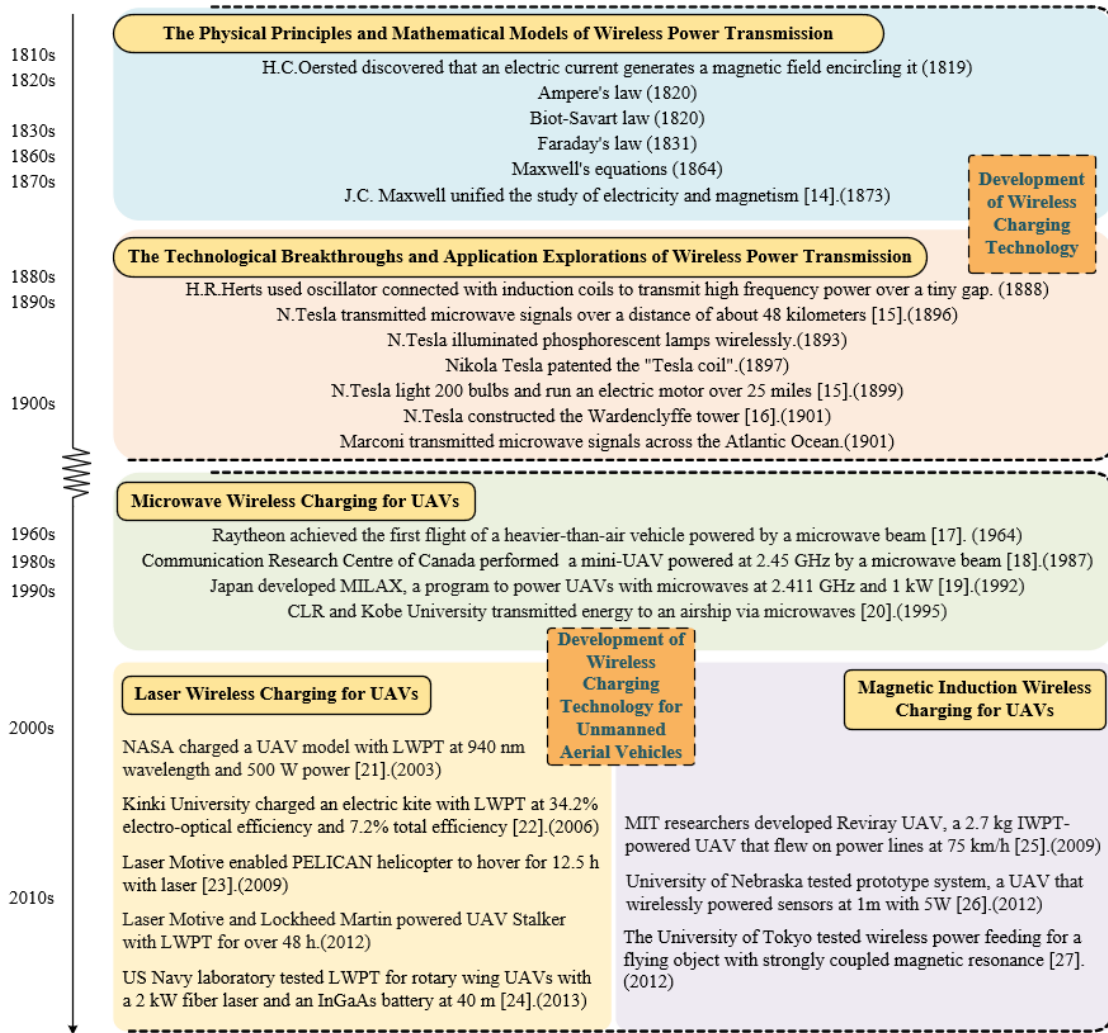 The Physical Principles and Mathematical Models of Wireless Power Transmission
1810s
H.C.Oersted discovered that an electric current generates a magnetic field encircling it (1819)
1820s
Ampere's law (1820)
Biot-Savart law (1820)
1830s
Faraday's law (1831)
1860s
Maxwell's equations (1864)
1870s
J.C. Maxwell unified the study of electricity and magnetism [14].(1873)
Development
of Wireless
Charging
Technology
The Technological Breakthroughs and Application Explorations of Wireless Power Transmission
1880s
H.R.Herts used oscillator connected with induction coils to transmit high frequency power over a tiny gap. (1888)
1890s
N.Tesla transmitted microwave signals over a distance of about 48 kilometers [15].(1896)
N.Tesla illuminated phosphorescent lamps wirelessly.(1893)
Nikola Tesla patented the "Tesla coil".(1897)
N.Tesla light 200 bulbs and run an electric motor over 25 miles [15].(1899)
1900s
N.Tesla constructed the Wardenclyffe tower [16].(1901)
Marconi transmitted microwave signals across the Atlantic Ocean.(1901)
Microwave Wireless Charging for UAVs
1960s
Raytheon achieved the first flight of a heavier-than-air vehicle powered by a microwave beam [17]. (1964)
1980s
Communication Research Centre of Canada performed a mini-UAV powered at 2.45 GHz by a microwave beam [18].(1987)
1990s
Japan developed MILAX, a program to power UAVs with microwaves at 2.411 GHz and 1 kW [19].(1992)
CLR and Kobe University transmitted energy to an airship via microwaves [20].(1995)
Development of
Wireless
Charging
Technology for
Unmanned
Aerial Vehicles
Laser Wireless Charging for UAVs
2000s
NASA charged a UAV model with LWPT at 940 nm
wavelength and 500 W power [21].(2003)
Kinki University charged an electric kite with LWPT at 34.2%
electro-optical efficiency and 7.2% total efficiency [22].(2006)
Laser Motive enabled PELICAN helicopter to hover for 12.5 h
with laser [23].(2009)
2010s
Laser Motive and Lockheed Martin powered UAV Stalker
with LWPT for over 48 h.(2012)
US Navy laboratory tested LWPT for rotary wing UAVs with
a 2 kW fiber laser and an InGaAs battery at 40 m [24].(2013)
Magnetic Induction Wireless
Charging for UAVs
MIT researchers developed Reviray UAV, a 2.7 kg IWPT-
powered UAV that flew on power lines at 75 km/h [25].(2009)
University of Nebraska tested prototype system, a UAV that
wirelessly powered sensors at 1m with 5W [26].(2012)
The University of Tokyo tested wireless power feeding for a
flying object with strongly coupled magnetic resonance [27].
(2012)